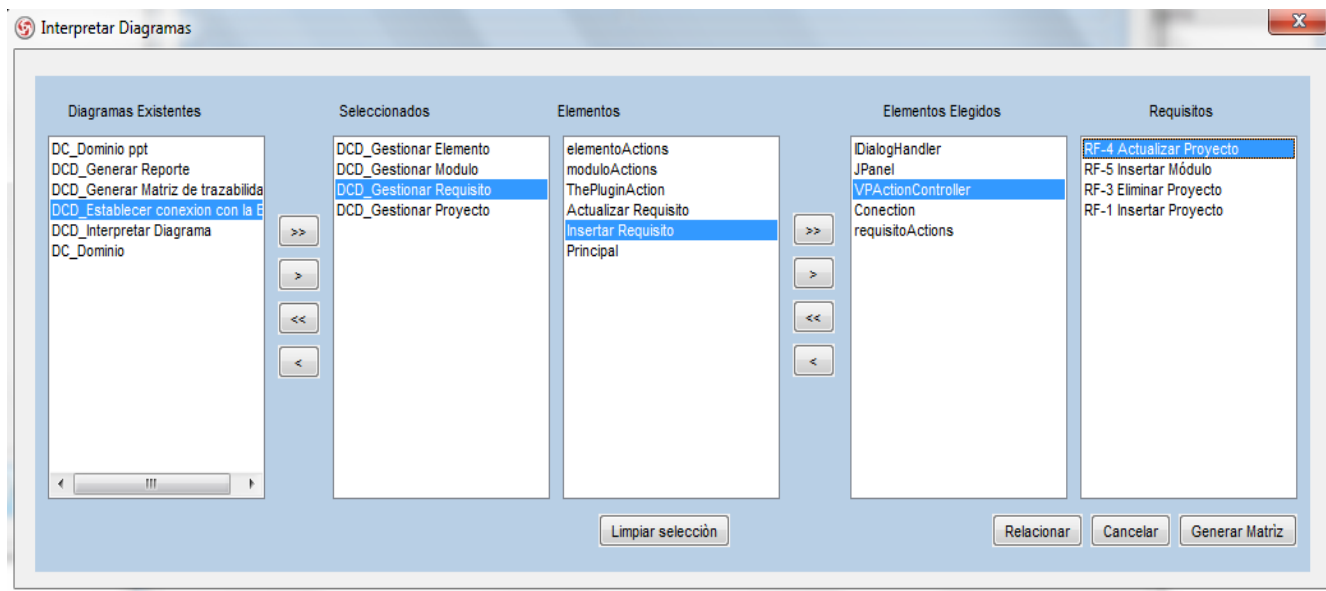 Interpretar Diagramas
X
Diagramas Existentes
Seleccionados
Elementos
Elementos Elegidos
Requisitos
DC_Dominio ppt
DCD_Generar Reporte
DCD_Generar Matriz de trazabilida
DCD_Establecer conexion con la E
DCD_Interpretar Diagrama
DC_Dominio
>>
>
<<
<
DCD_Gestionar Elemento
DCD_Gestionar Modulo
DCD_Gestionar Requisito
DCD_Gestionar Proyecto
elementoActions
moduloActions
ThePluginAction
Actualizar Requisito
Insertar Requisito
Principal
>>
>
<<
<
IDialogHandler
JPanel
VPActionController
Conection
requisitoActions
RF-4 Actualizar Proyecto
RF-5 Insertar Módulo
RF-3 Eliminar Proyecto
RF-1 Insertar Proyecto
Limpiar selecciòn
Relacionar
Cancelar
Generar Matrìz